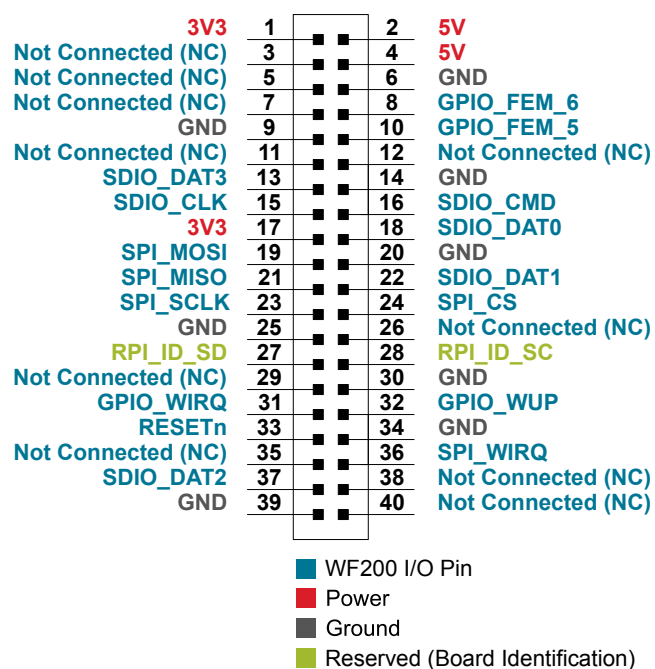 3V3 1 2 5V
Not Connected (NC) 3 4 5V
Not Connected (NC) 5 6 GND
Not Connected (NC) 7 8 GPIO_FEM_6
GND 9 10 GPIO_FEM_5
Not Connected (NC) 11 12 Not Connected (NC)
SDIO_DAT3 13 14 GND
SDIO_CLK 15 16 SDIO_CMD
3V3 17 18 SDIO_DAT0
SPI_MOSI 19 20 GND
SPI_MISO 21 22 SDIO_DAT1
SPI_SCLK 23 24 SPI_CS
GND 25 26 Not Connected (NC)
RPI_ID_SD 27 28 RPI_ID_SC
Not Connected (NC) 29 30 GND
GPIO_WIRQ 31 32 GPIO_WUP
RESETn 33 34 GND
Not Connected (NC) 35 36 SPI_WIRQ
SDIO_DAT2 37 38 Not Connected (NC)
GND 39 40 Not Connected (NC)
WF200 I/O Pin
Power
Ground
Reserved (Board Identification)